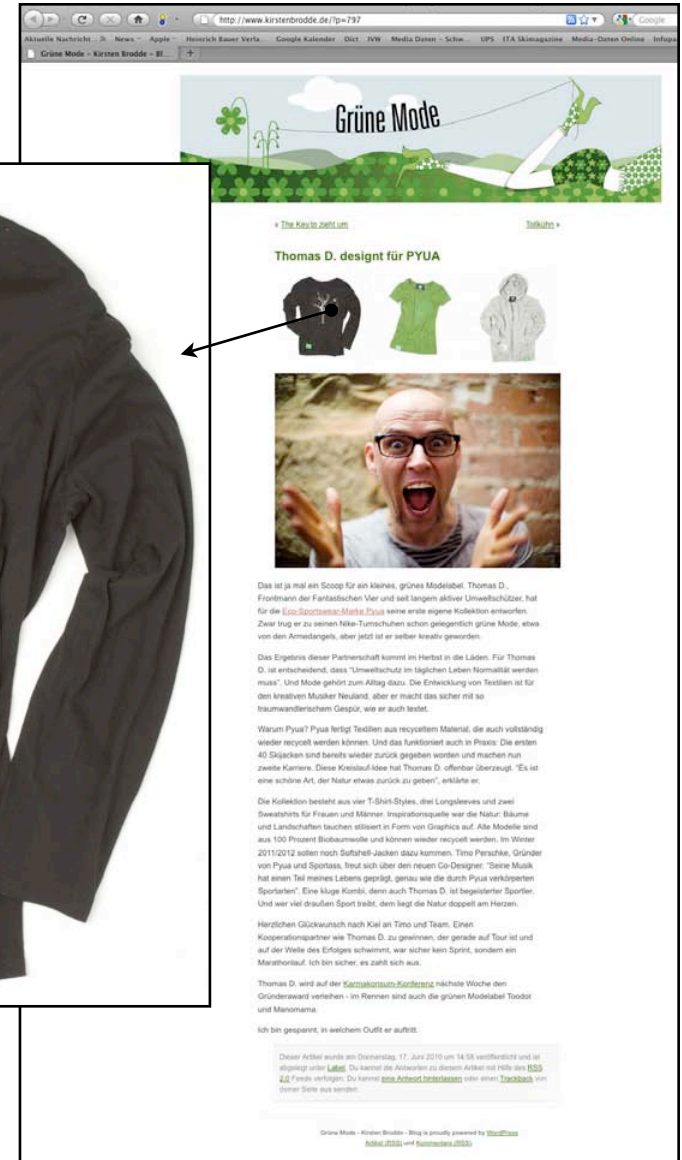 http://www.kirstenbrodde.de/?p=797
Google
Aktuelle Nachricht... News Apple Heinrich Bauer Verla... Google Kalender Dict IVW Media Daten - Schw... UPS ITA Skimagazine Media-Daten Online Infopa
Grüne Mode - Kirsten Brodde - Bl...
Grüne Mode
« The Key to zieht um
Tollkühn »
Thomas D. designt für PYUA
Das ist ja mal ein Scoop für ein kleines, grünes Modelabel. Thomas D.,
Frontmann der Fantastischen Vier und seit langem aktiver Umweltschützer, hat
für die Eco-Sportswear-Marke Pyua seine erste eigene Kollektion entworfen.
Zwar trug er zu seinen Nike-Turnschuhen schon gelegentlich grüne Mode, etwa
von den Armedangels, aber jetzt ist er selber kreativ geworden.
Das Ergebnis dieser Partnerschaft kommt im Herbst in die Läden. Für Thomas
D. ist entscheidend, dass "Umweltschutz im täglichen Leben Normalität werden
muss". Und Mode gehört zum Alltag dazu. Die Entwicklung von Textilien ist für
den kreativen Musiker Neuland, aber er macht das sicher mit so
traumwandlerischem Gespür, wie er auch textet.
Warum Pyua? Pyua fertigt Textilien aus recyceltem Material, die auch vollständig
wieder recycelt werden können. Und das funktioniert auch in Praxis: Die ersten
40 Skijacken sind bereits wieder zurück gegeben worden und machen nun
zweite Karriere. Diese Kreislauf-Idee hat Thomas D. offenbar überzeugt. "Es ist
eine schöne Art, der Natur etwas zurück zu geben", erklärte er.
Die Kollektion besteht aus vier T-Shirt-Styles, drei Longsleeves und zwei
Sweatshirts für Frauen und Männer. Inspirationsquelle war die Natur: Bäume
und Landschaften tauchen stilisiert in Form von Graphics auf. Alle Modelle sind
aus 100 Prozent Biobaumwolle und können wieder recycelt werden. Im Winter
2011/2012 sollen noch Softshell-Jacken dazu kommen. Timo Perschke, Gründer
von Pyua und Sportass, freut sich über den neuen Co-Designer. "Seine Musik
hat einen Teil meines Lebens geprägt, genau wie die durch Pyua verkörperten
Sportarten". Eine kluge Kombi, denn auch Thomas D. ist begeisterter Sportler.
Und wer viel draußen Sport treibt, dem liegt die Natur doppelt am Herzen.
Herzlichen Glückwunsch nach Kiel an Timo und Team. Einen
Kooperationspartner wie Thomas D. zu gewinnen, der gerade auf Tour ist und
auf der Welle des Erfolges schwimmt, war sicher kein Sprint, sondern ein
Marathonlauf. Ich bin sicher, es zahlt sich aus.
Thomas D. wird auf der Karmakonsum-Konferenz nächste Woche den
Gründeraward verleihen - im Rennen sind auch die grünen Modelabel Toodot
und Manomama.
Ich bin gespannt, in welchem Outfit er auftritt.
Dieser Artikel wurde am Donnerstag, 17. Juni 2010 um 14:58 veröffentlicht und ist
abgelegt unter Label. Du kannst die Antworten zu diesem Artikel mit Hilfe des RSS
2.0 Feeds verfolgen. Du kannst eine Antwort hinterlassen oder einen Trackback von
deiner Seite aus senden.
Grüne Mode - Kirsten Brodde - Blog is proudly powered by WordPress
Artikel (RSS) und Kommentare (RSS)